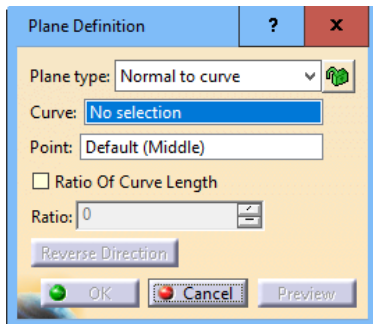 Plane Definition ? x
Plane type: Normal to curve
Curve: No selection
Point: Default (Middle)
Ratio Of Curve Length
Ratio: 0
Reverse Direction
OK Cancel Preview